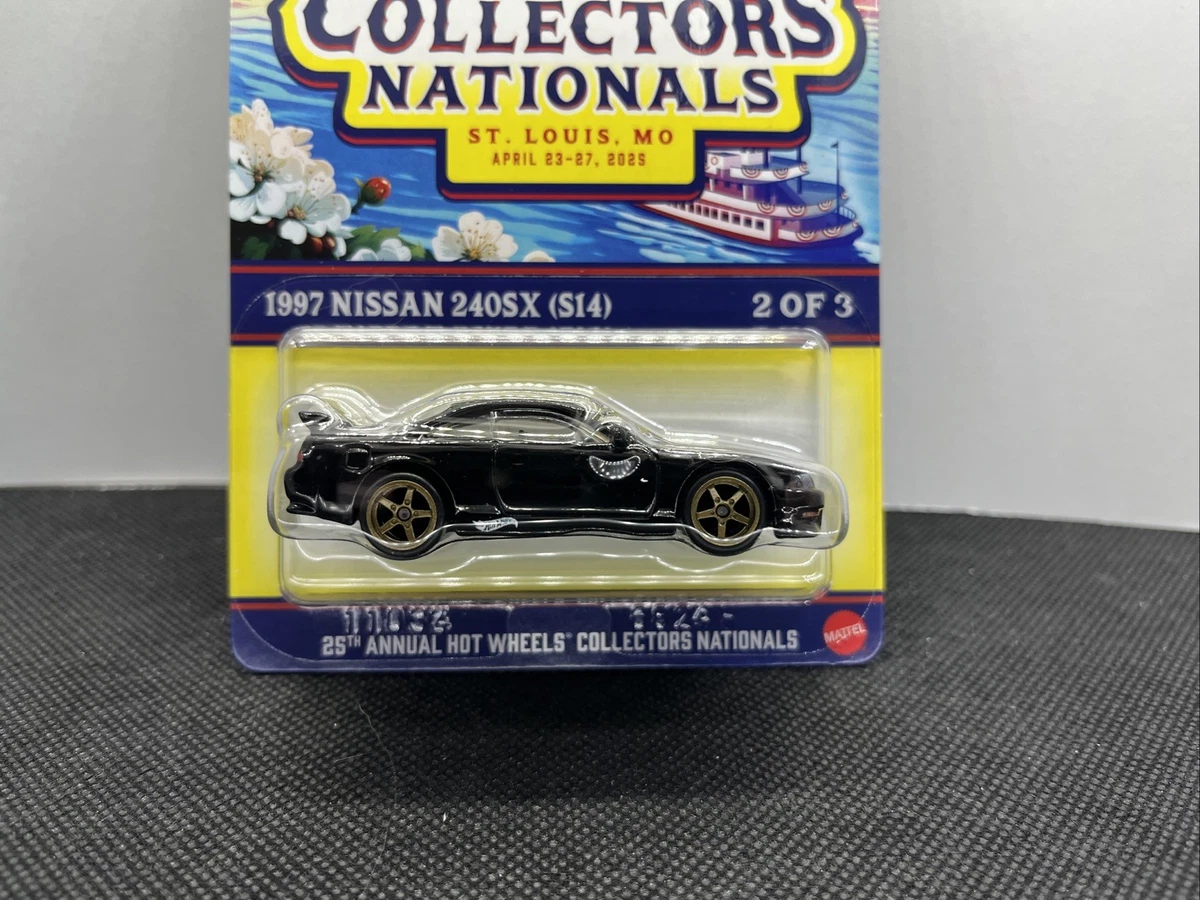 COLLECTORS
NATIONALS
ST. LOUIS, MO
APRIL 23-27, 2025
1997 NISSAN 240SX (S14)
2 OF 3
25TH ANNUAL HOT WHEELS® COLLECTORS NATIONALS
MATTEL